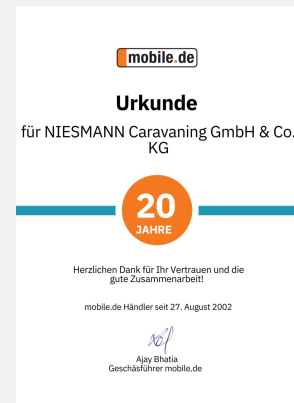 mobile.de
Urkunde
für NIESMANN Caravaning GmbH & Co.
KG
20
JAHRE
Herzlichen Dank für Ihr Vertrauen und die
gute Zusammenarbeit!
mobile.de Händler seit 27. August 2002
Ajay Bhatia
Geschäsführer mobile.de